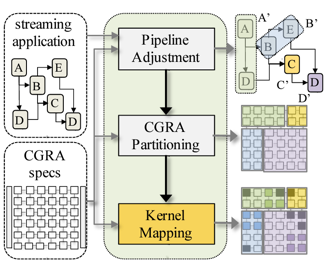 streaming
application
A
E
B
C
D
D
CGRA
specs
Pipeline
Adjustment
CGRA
Partitioning
Kernel
Mapping
A'
B'
A
E
B
C
D
D
C'
D'